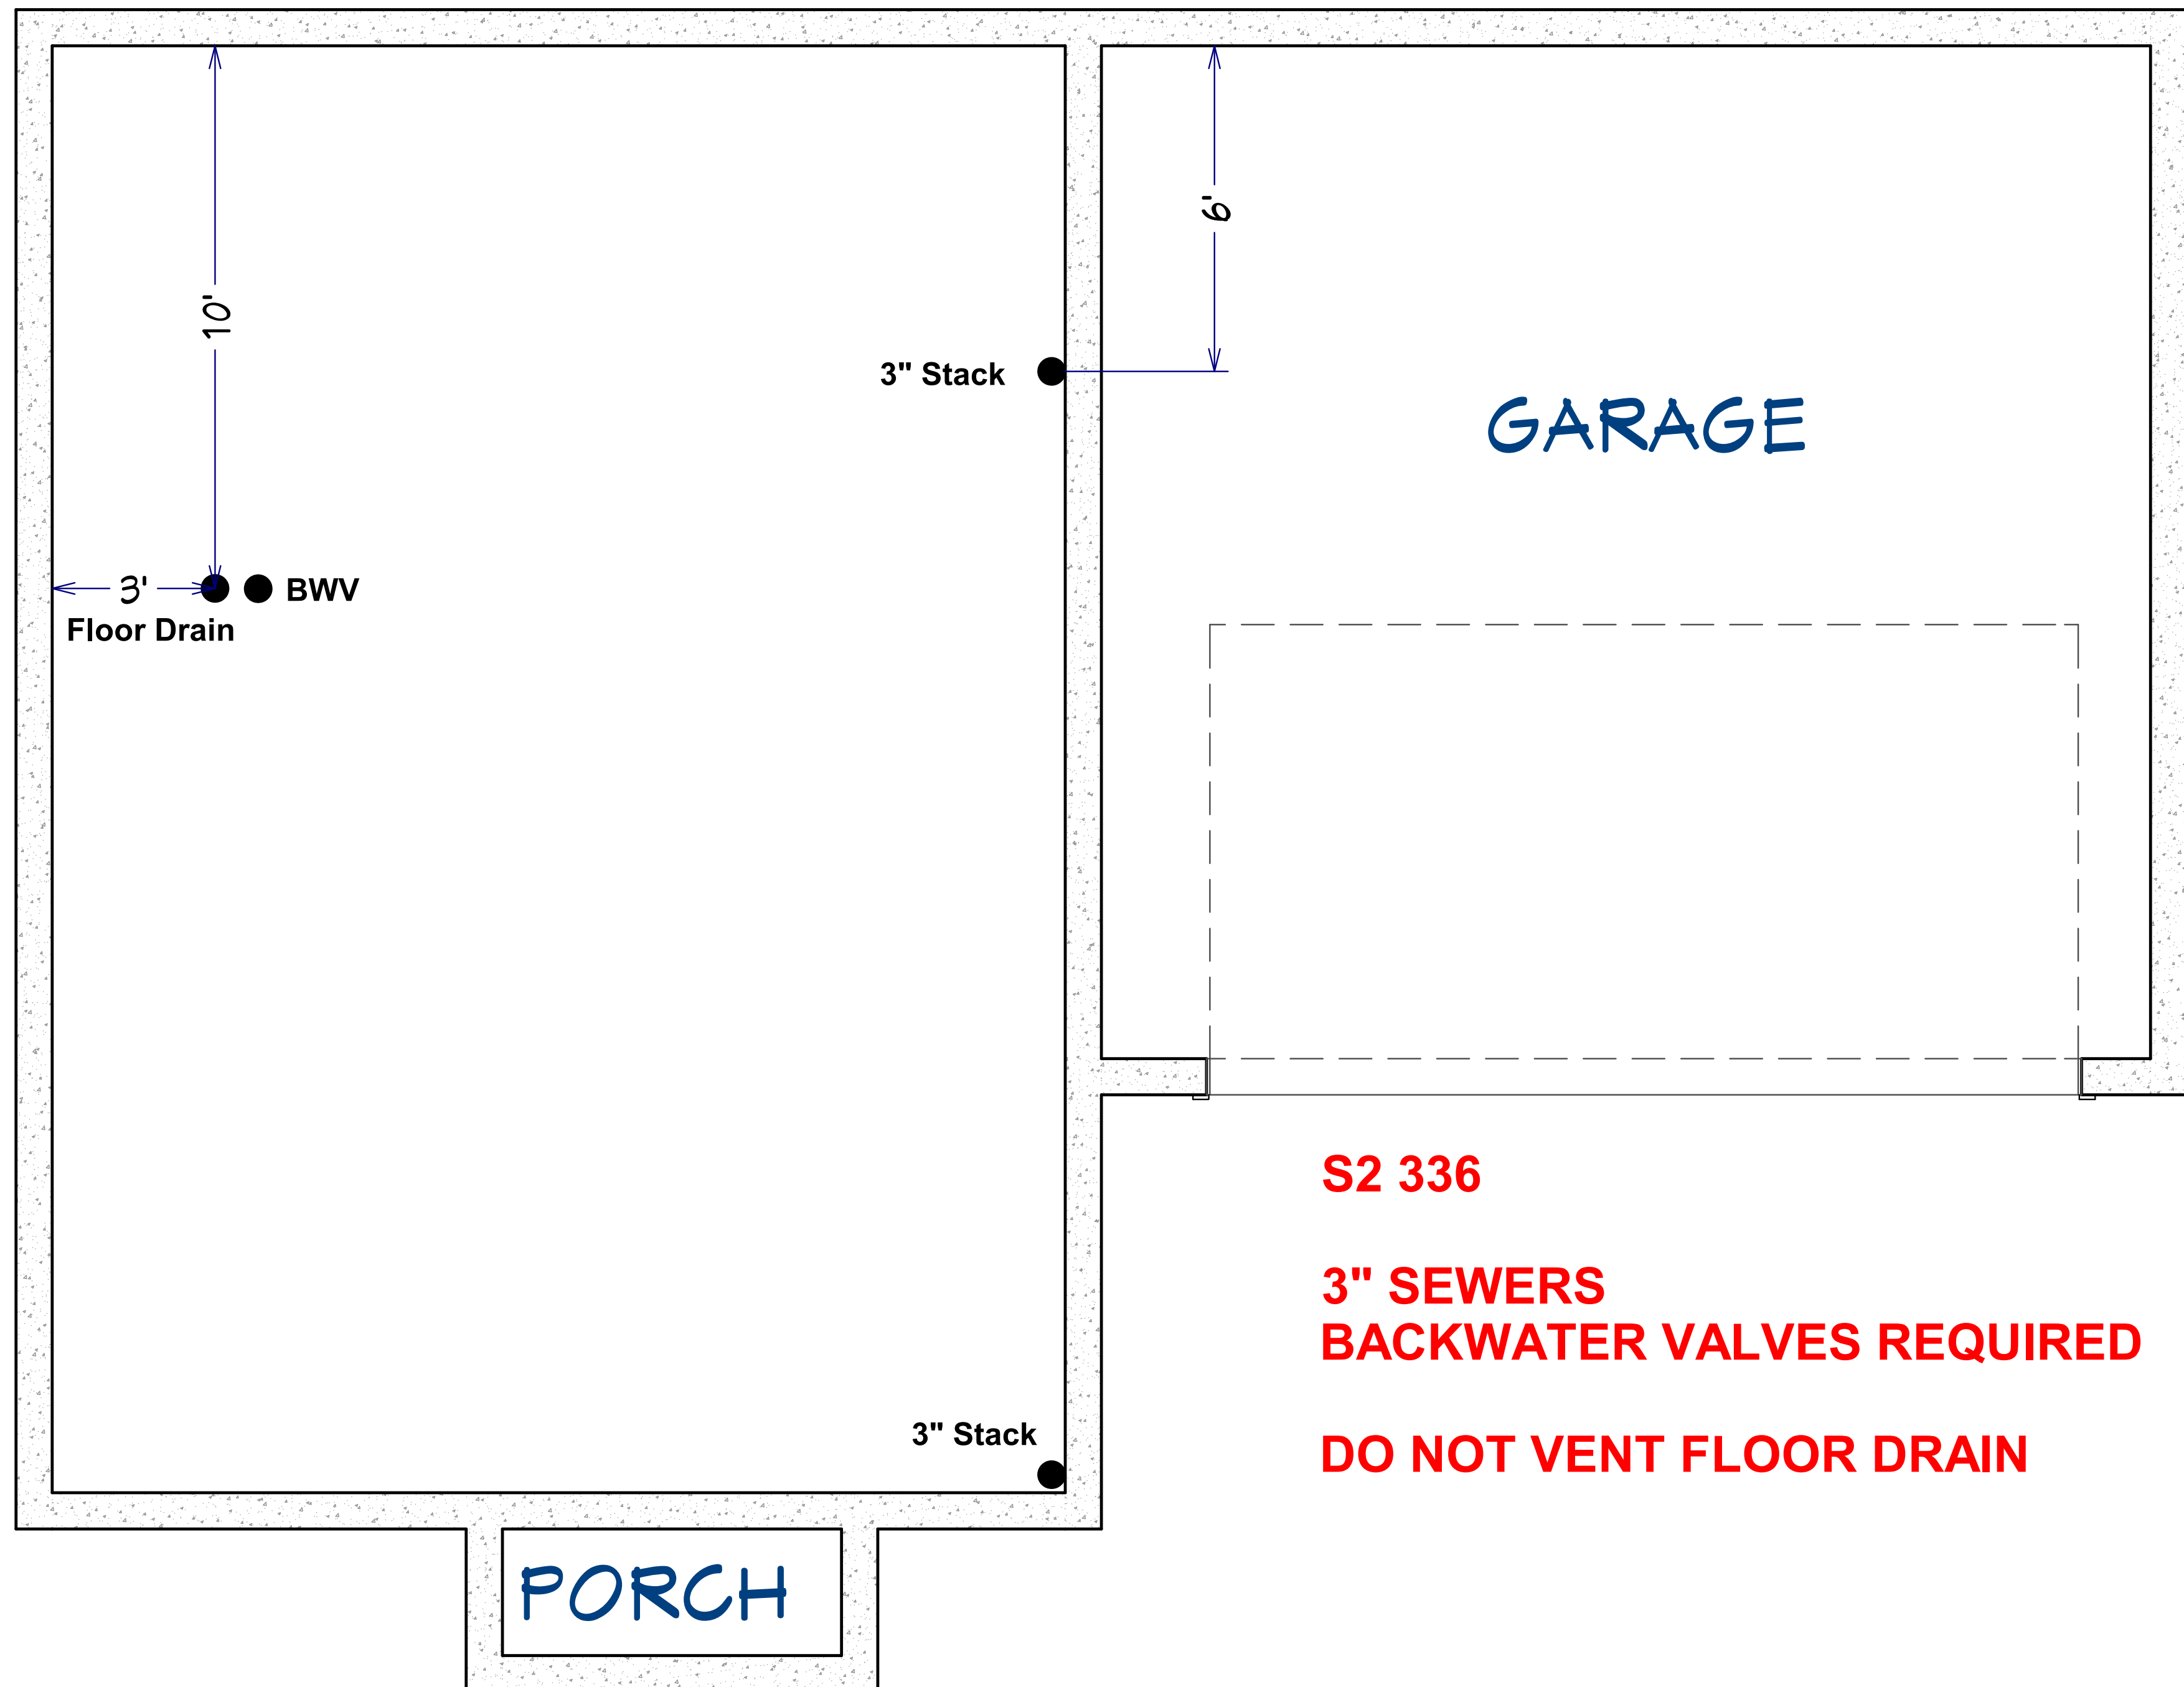 10'
6'
3" Stack
GARAGE
3'
BWV
Floor Drain
S2 336
3" SEWERS
BACKWATER VALVES REQUIRED
DO NOT VENT FLOOR DRAIN
3" Stack
PORCH